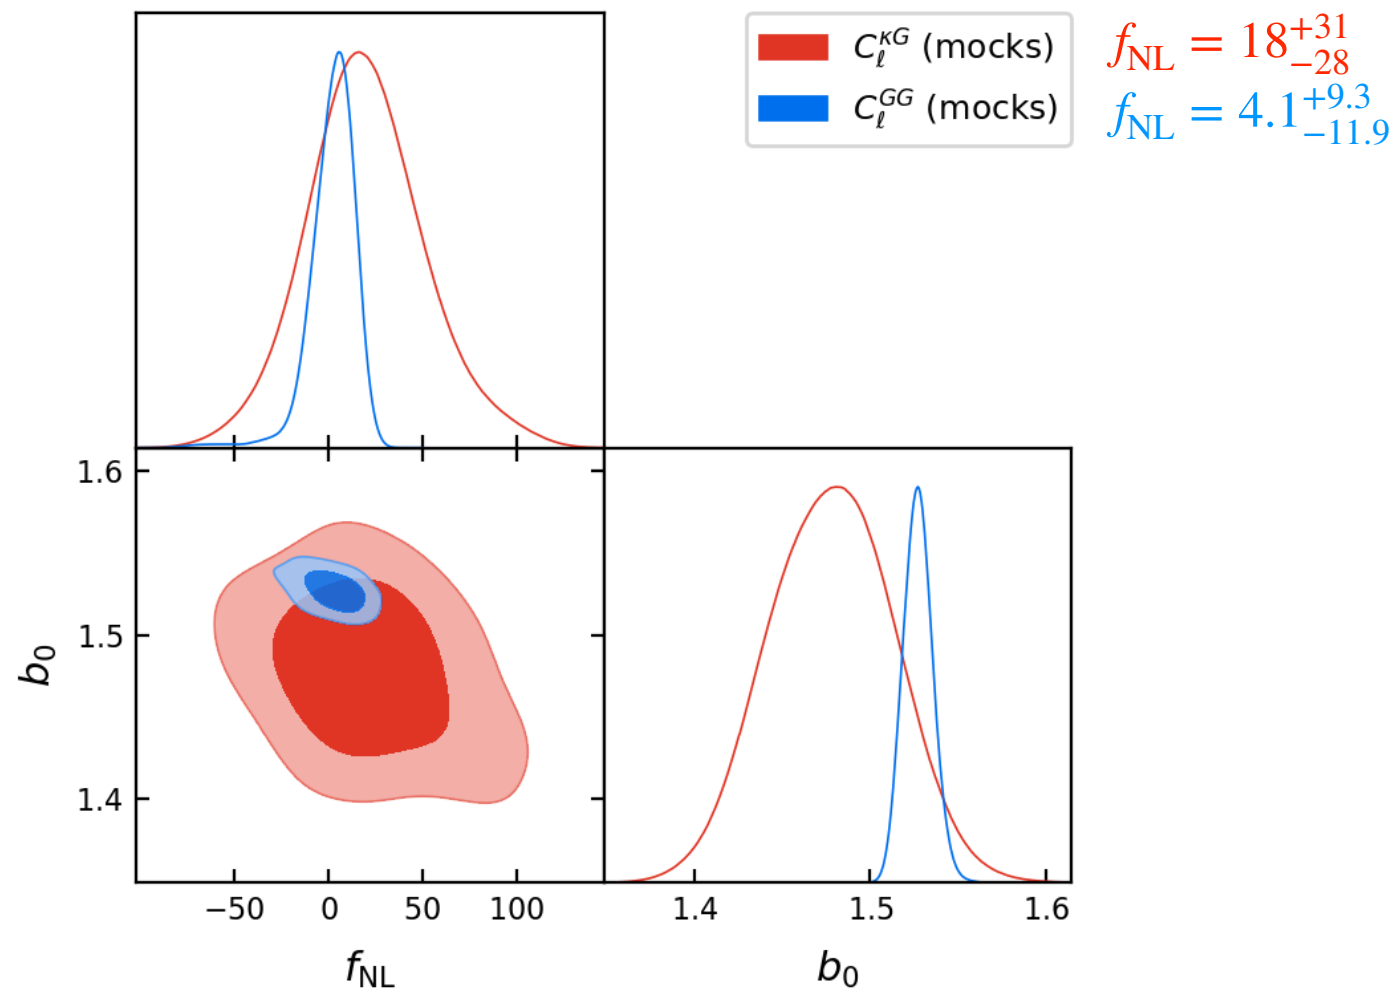 C_ℓ^{κG} (mocks)
f_NL = 18^{+31}_{−28}
C_ℓ^{GG} (mocks)
f_NL = 4.1^{+9.3}_{−11.9}
1.6
1.5
1.4
b_0
−50 0 50 100
f_NL
1.4 1.5 1.6
b_0